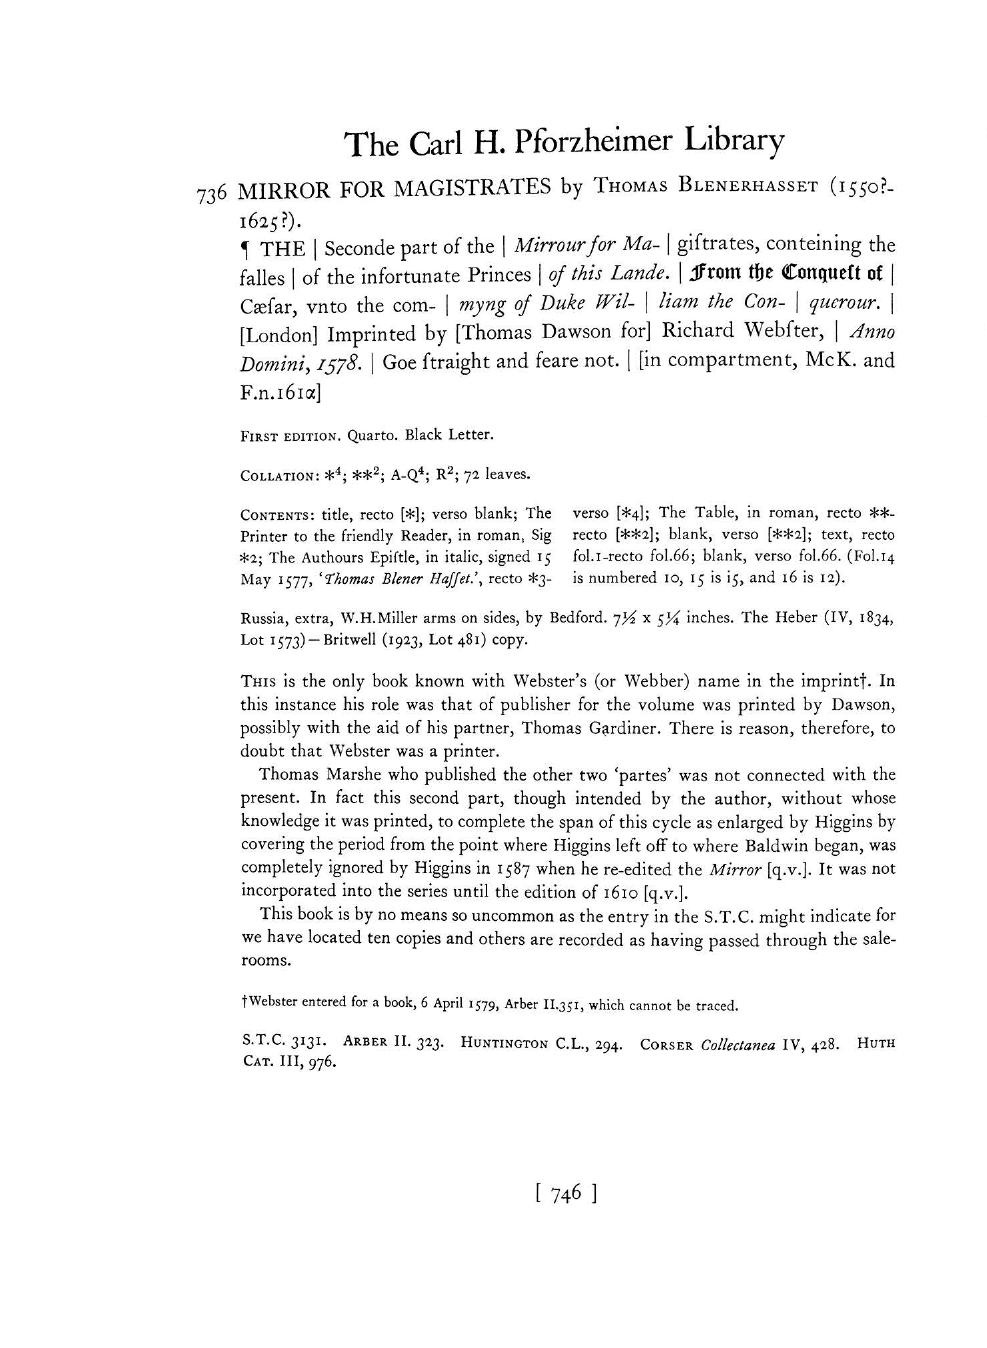 The Carl H. Pforzheimer Library
736 MIRROR FOR MAGISTRATES by THOMAS BLENERHASSET (1550?-
1625?).
¶ THE | Seconde part of the | Mirrour for Ma- | giſtrates, conteining the
falles | of the infortunate Princes | of this Lande. | From the Conqueſt of |
Cæſar, vnto the com- | myng of Duke Wil- | liam the Con- | querour. |
[London] Imprinted by [Thomas Dawson for] Richard Webſter, | Anno
Domini, 1578. | Goe ſtraight and feare not. | [in compartment, McK. and
F.n.161α]
FIRST EDITION. Quarto. Black Letter.
COLLATION: *⁴; **²; A-Q⁴; R²; 72 leaves.
CONTENTS: title, recto [*]; verso blank; The
Printer to the friendly Reader, in roman, Sig
*2; The Authours Epiſtle, in italic, signed 15
May 1577, ‘Thomas Blener Haſſet.’, recto *3-
verso [*4]; The Table, in roman, recto **-
recto [**2]; blank, verso [**2]; text, recto
fol.1-recto fol.66; blank, verso fol.66. (Fol.14
is numbered 10, 15 is i5, and 16 is 12).
Russia, extra, W.H.Miller arms on sides, by Bedford. 7½ x 5¼ inches. The Heber (IV, 1834,
Lot 1573)—Britwell (1923, Lot 481) copy.
THIS is the only book known with Webster's (or Webber) name in the imprint†. In
this instance his role was that of publisher for the volume was printed by Dawson,
possibly with the aid of his partner, Thomas Gardiner. There is reason, therefore, to
doubt that Webster was a printer.
Thomas Marshe who published the other two ‘partes’ was not connected with the
present. In fact this second part, though intended by the author, without whose
knowledge it was printed, to complete the span of this cycle as enlarged by Higgins by
covering the period from the point where Higgins left off to where Baldwin began, was
completely ignored by Higgins in 1587 when he re-edited the Mirror [q.v.]. It was not
incorporated into the series until the edition of 1610 [q.v.].
This book is by no means so uncommon as the entry in the S.T.C. might indicate for
we have located ten copies and others are recorded as having passed through the sale-
rooms.
†Webster entered for a book, 6 April 1579, Arber II.351, which cannot be traced.
S.T.C. 3131. ARBER II. 323. HUNTINGTON C.L., 294. CORSER Collectanea IV, 428. HUTH
CAT. III, 976.
[ 746 ]